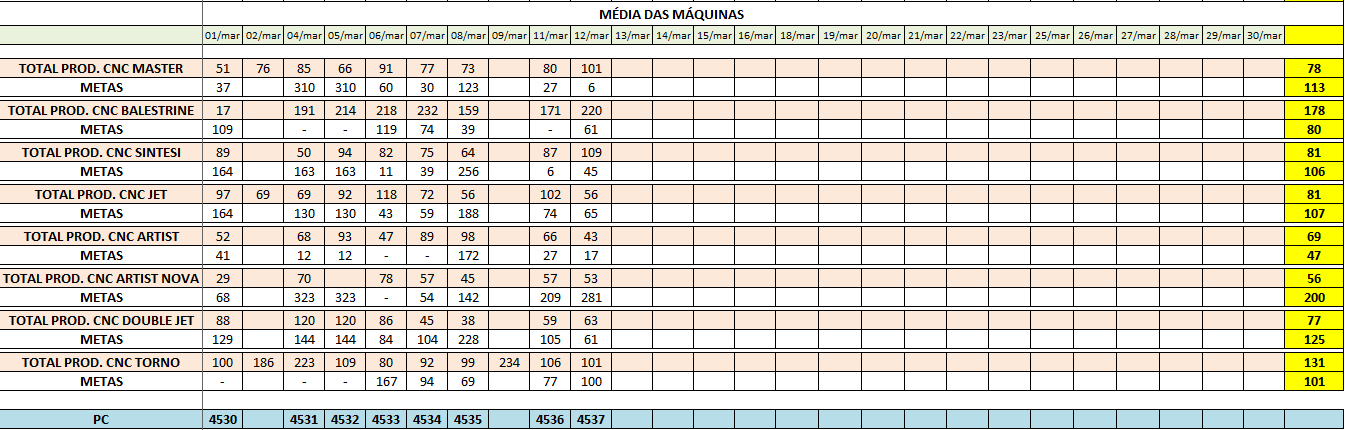 MÉDIA DAS MÁQUINAS
01/mar 02/mar 04/mar 05/mar 06/mar 07/mar 08/mar 09/mar 11/mar 12/mar 13/mar 14/mar 15/mar 16/mar 18/mar 19/mar 20/mar 21/mar 22/mar 23/mar 25/mar 26/mar 27/mar 28/mar 29/mar 30/mar
TOTAL PROD. CNC MASTER 51 76 85 66 91 77 73 80 101 78
METAS 37 310 310 60 30 123 27 6 113
TOTAL PROD. CNC BALESTRINE 17 191 214 218 232 159 171 220 178
METAS 109 - - 119 74 39 - 61 80
TOTAL PROD. CNC SINTESI 89 50 94 82 75 64 87 109 81
METAS 164 163 163 11 39 256 6 45 106
TOTAL PROD. CNC JET 97 69 69 92 118 72 56 102 56 81
METAS 164 130 130 43 59 188 74 65 107
TOTAL PROD. CNC ARTIST 52 68 93 47 89 98 66 43 69
METAS 41 12 12 - - 172 27 17 47
TOTAL PROD. CNC ARTIST NOVA 29 70 78 57 45 57 53 56
METAS 68 323 323 - 54 142 209 281 200
TOTAL PROD. CNC DOUBLE JET 88 120 120 86 45 38 59 63 77
METAS 129 144 144 84 104 228 105 61 125
TOTAL PROD. CNC TORNO 100 186 223 109 80 92 99 234 106 101 131
METAS - - - 167 94 69 77 100 101
PC 4530 4531 4532 4533 4534 4535 4536 4537